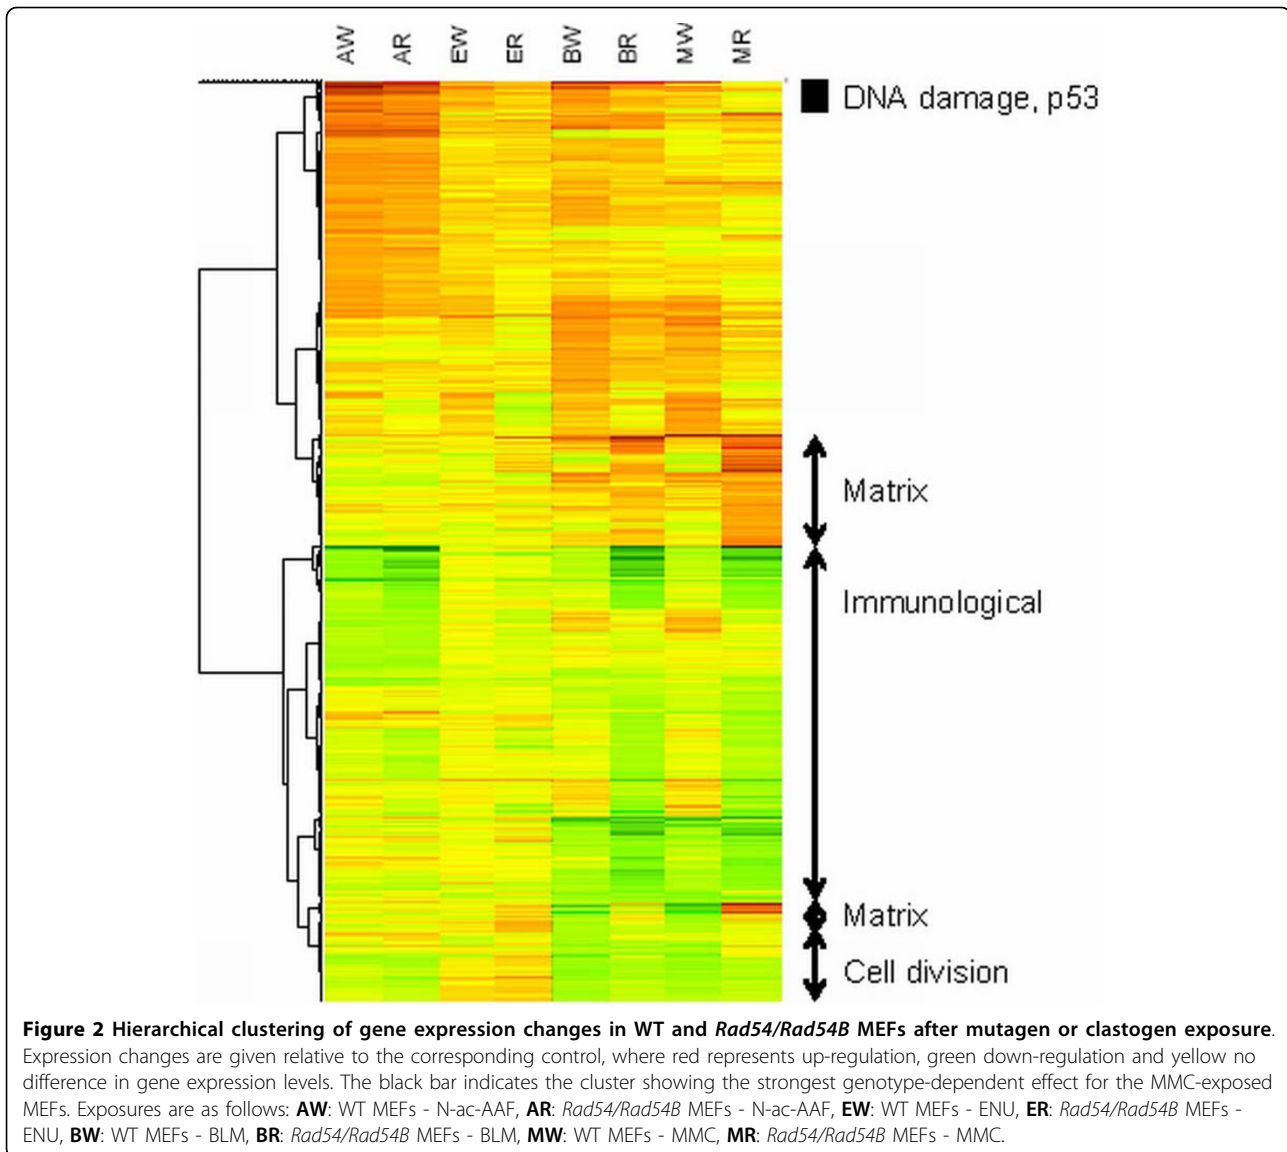 AW AR EW ER BW BR MW MR
DNA damage, p53
Matrix
Immunological
Matrix
Cell division
Figure 2 Hierarchical clustering of gene expression changes in WT and Rad54/Rad54B MEFs after mutagen or clastogen exposure.
Expression changes are given relative to the corresponding control, where red represents up-regulation, green down-regulation and yellow no
difference in gene expression levels. The black bar indicates the cluster showing the strongest genotype-dependent effect for the MMC-exposed
MEFs. Exposures are as follows: AW: WT MEFs - N-ac-AAF, AR: Rad54/Rad54B MEFs - N-ac-AAF, EW: WT MEFs - ENU, ER: Rad54/Rad54B MEFs -
ENU, BW: WT MEFs - BLM, BR: Rad54/Rad54B MEFs - BLM, MW: WT MEFs - MMC, MR: Rad54/Rad54B MEFs - MMC.